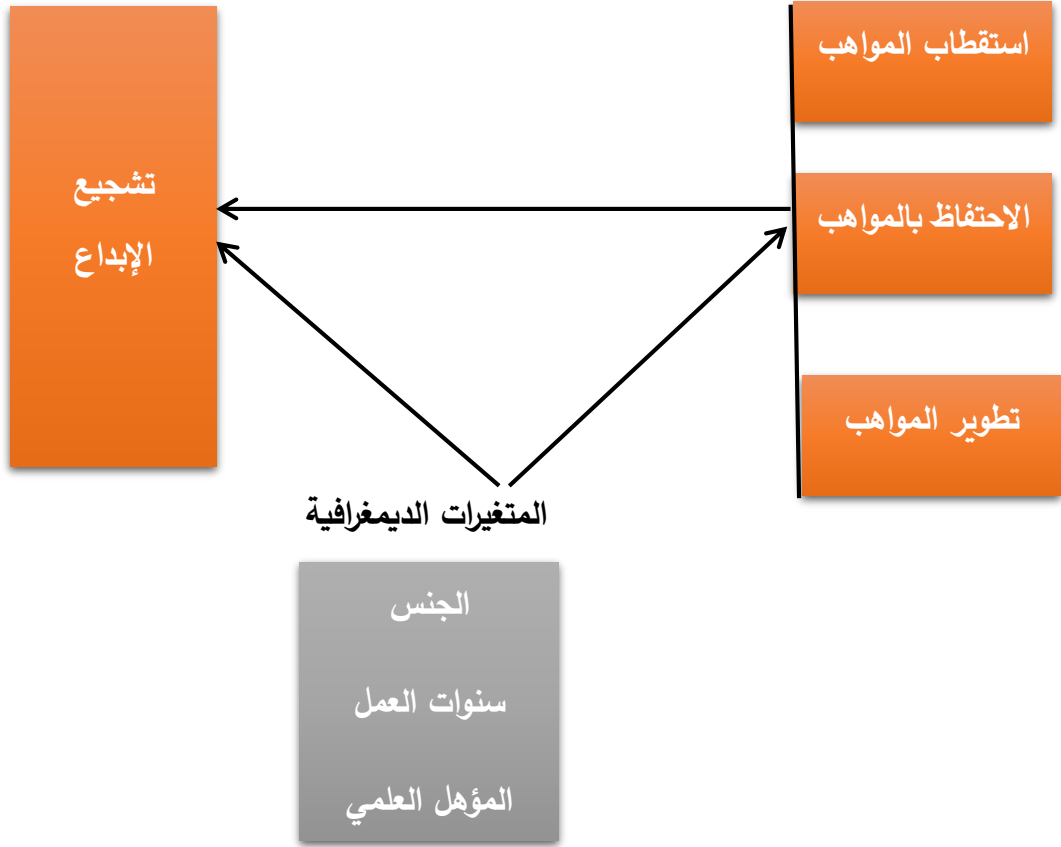 استقطاب المواهب
الاحتفاظ بالمواهب
تطوير المواهب
تشجيع
الإبداع
المتغيرات الديمغرافية
الجنس
سنوات العمل
المؤهل العلمي